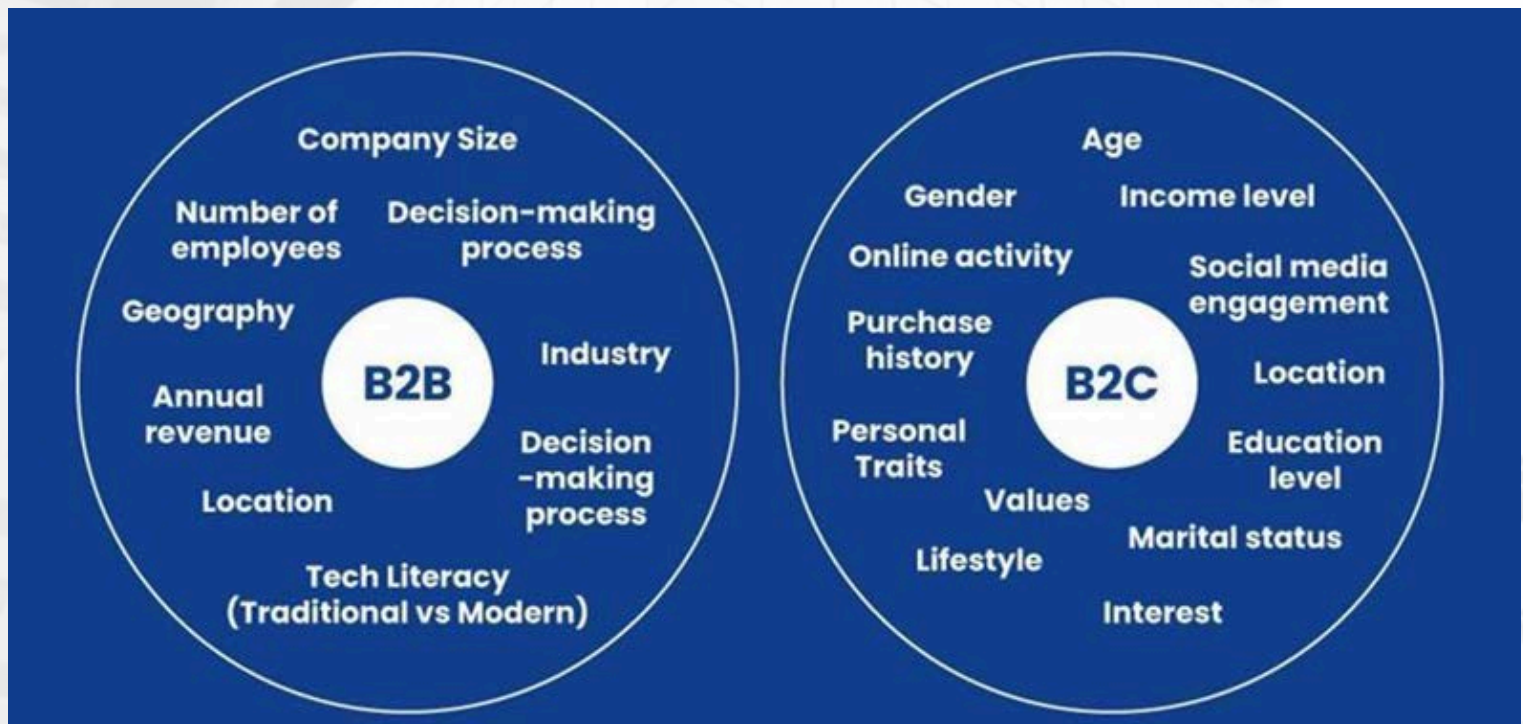 Company Size
Number of
employees
Decision-making
process
Geography
B2B
Industry
Annual
revenue
Decision
-making
process
Location
Tech Literacy
(Traditional vs Modern)
Age
Gender
Income level
Online activity
Social media
engagement
Purchase
history
B2C
Location
Personal
Traits
Education
level
Values
Marital status
Lifestyle
Interest